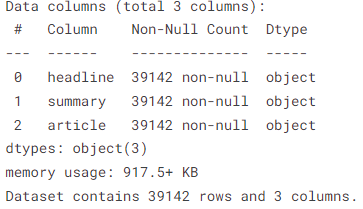 Data columns (total 3 columns):
 #   Column    Non-Null Count  Dtype
---  ------    --------------  -----
 0   headline  39142 non-null  object
 1   summary   39142 non-null  object
 2   article   39142 non-null  object
dtypes: object(3)
memory usage: 917.5+ KB
Dataset contains 39142 rows and 3 columns.